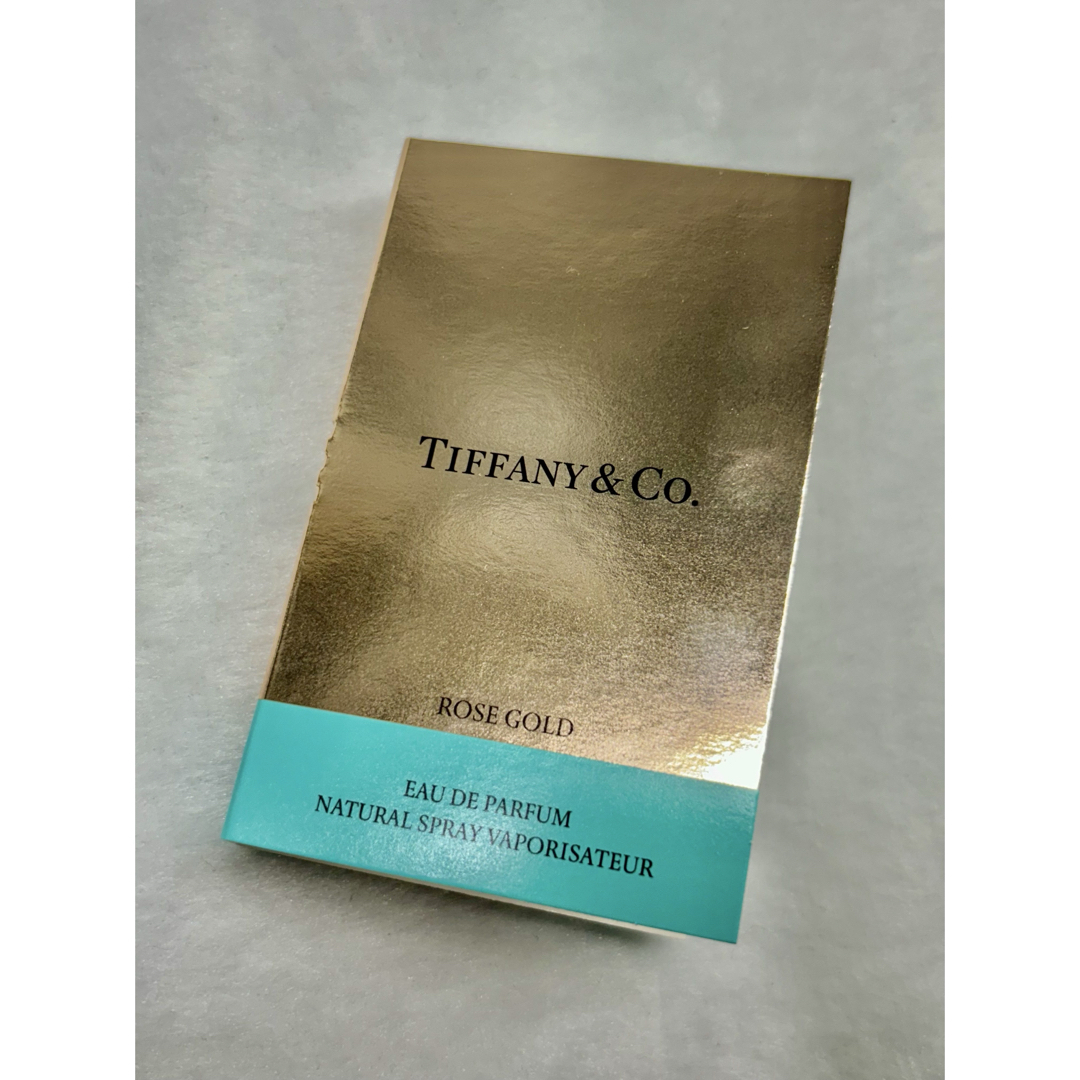 TIFFANY & CO.
ROSE GOLD
EAU DE PARFUM
NATURAL SPRAY VAPORISATEUR